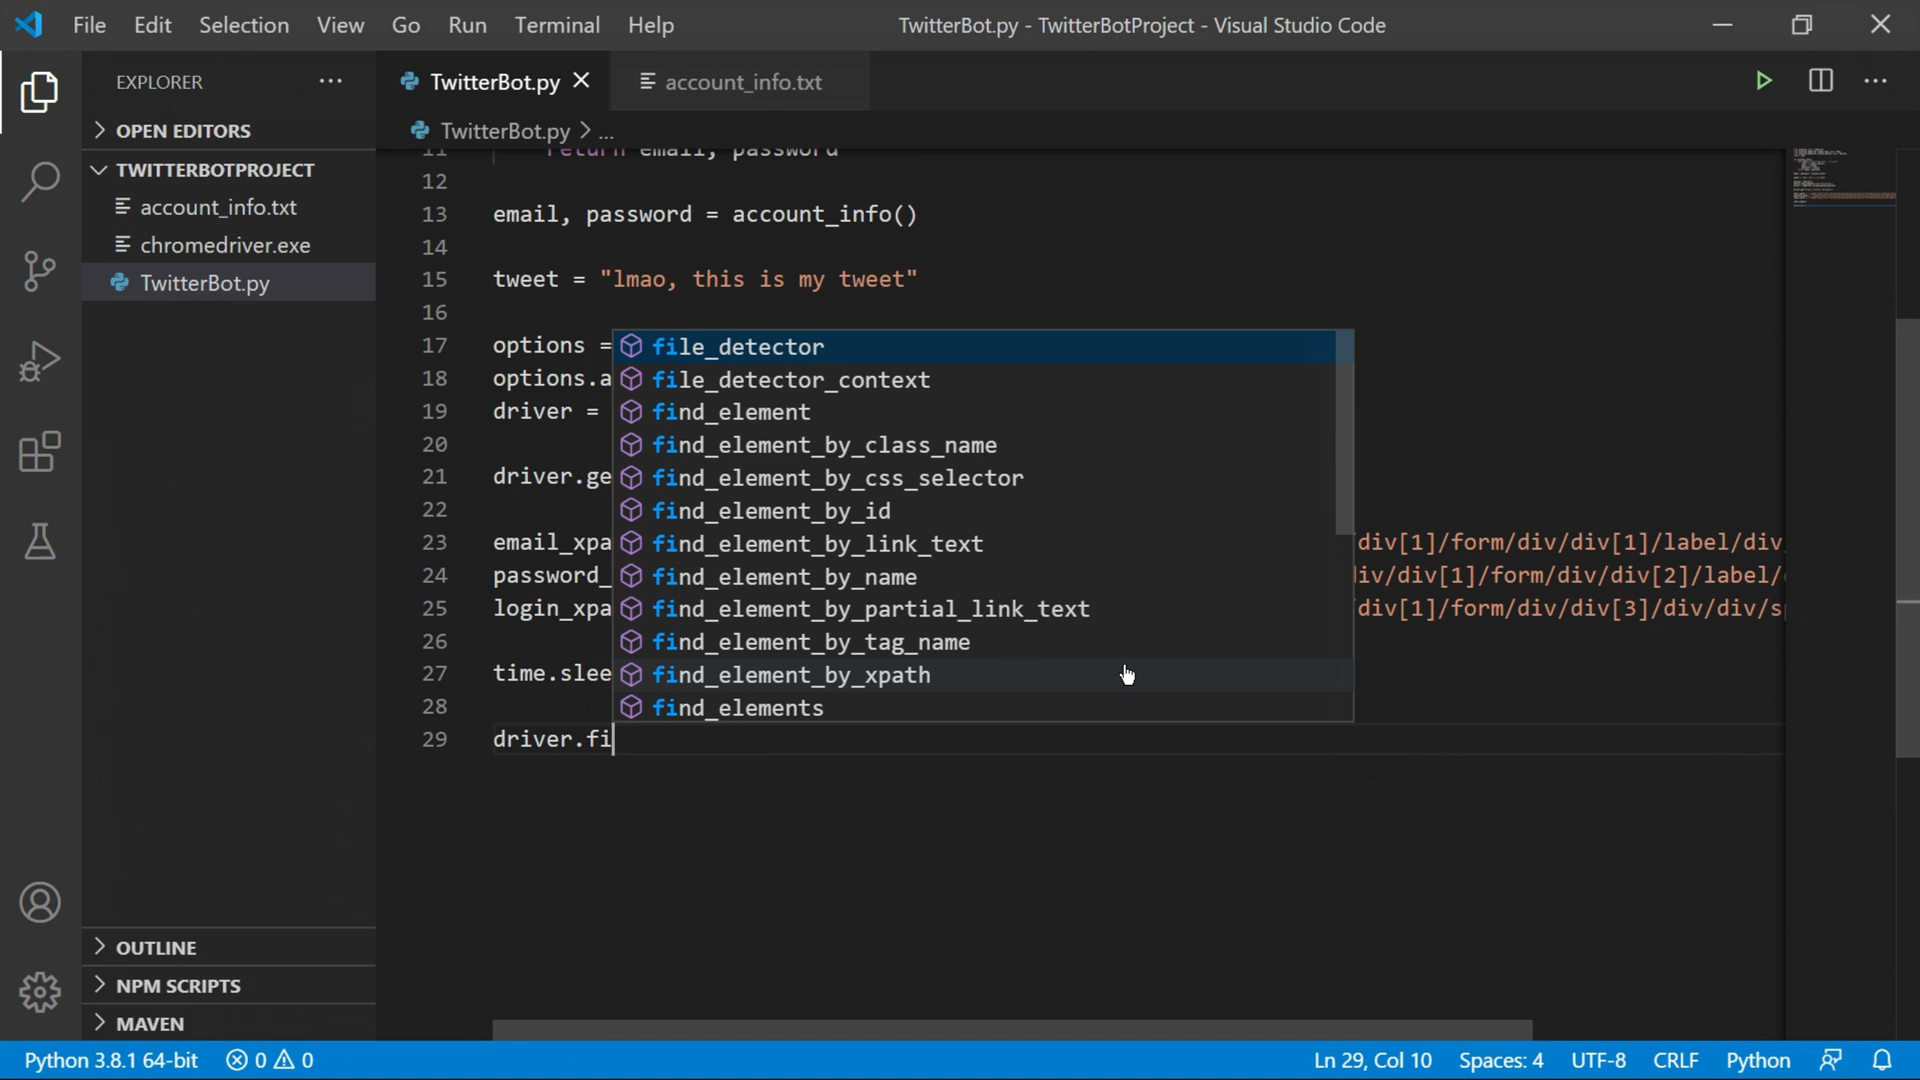 File Edit Selection View Go Run Terminal Help
TwitterBot.py - TwitterBotProject - Visual Studio Code
EXPLORER
OPEN EDITORS
TWITTERBOTPROJECT
account_info.txt
chromedriver.exe
TwitterBot.py
OUTLINE
NPM SCRIPTS
MAVEN
TwitterBot.py account_info.txt
TwitterBot.py > ...
11 return email, password
12
13 email, password = account_info()
14
15 tweet = "lmao, this is my tweet"
16
17 options =
18 options.a
19 driver =
20
21 driver.ge
22
23 email_xpa div[1]/form/div/div[1]/label/div
24 password_ iv/div[1]/form/div/div[2]/label/
25 login_xpa div[1]/form/div/div[3]/div/div/s
26
27 time.slee
28
29 driver.fi
file_detector
file_detector_context
find_element
find_element_by_class_name
find_element_by_css_selector
find_element_by_id
find_element_by_link_text
find_element_by_name
find_element_by_partial_link_text
find_element_by_tag_name
find_element_by_xpath
find_elements
Python 3.8.1 64-bit 0 0 Ln 29, Col 10 Spaces: 4 UTF-8 CRLF Python